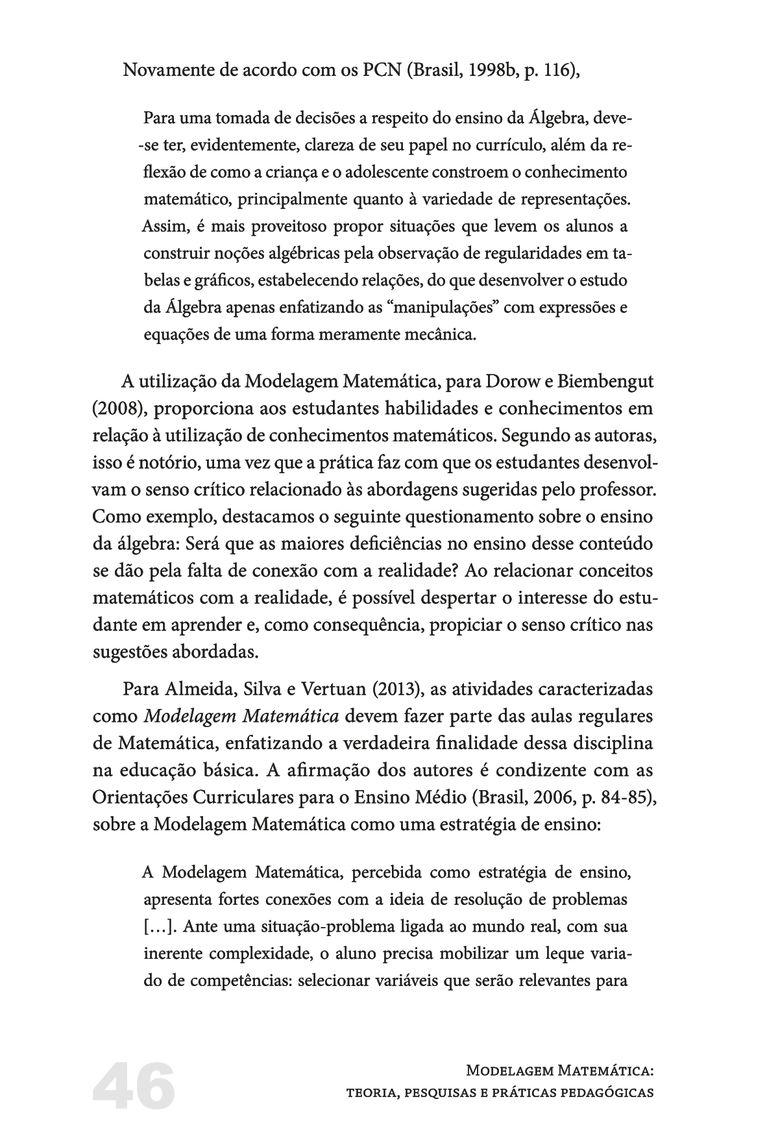 Novamente de acordo com os PCN (Brasil, 1998b, p. 116),
Para uma tomada de decisões a respeito do ensino da Álgebra, deve-
-se ter, evidentemente, clareza de seu papel no currículo, além da re-
flexão de como a criança e o adolescente constroem o conhecimento
matemático, principalmente quanto à variedade de representações.
Assim, é mais proveitoso propor situações que levem os alunos a
construir noções algébricas pela observação de regularidades em ta-
belas e gráficos, estabelecendo relações, do que desenvolver o estudo
da Álgebra apenas enfatizando as “manipulações” com expressões e
equações de uma forma meramente mecânica.
A utilização da Modelagem Matemática, para Dorow e Biembengut
(2008), proporciona aos estudantes habilidades e conhecimentos em
relação à utilização de conhecimentos matemáticos. Segundo as autoras,
isso é notório, uma vez que a prática faz com que os estudantes desenvol-
vam o senso crítico relacionado às abordagens sugeridas pelo professor.
Como exemplo, destacamos o seguinte questionamento sobre o ensino
da álgebra: Será que as maiores deficiências no ensino desse conteúdo
se dão pela falta de conexão com a realidade? Ao relacionar conceitos
matemáticos com a realidade, é possível despertar o interesse do estu-
dante em aprender e, como consequência, propiciar o senso crítico nas
sugestões abordadas.
Para Almeida, Silva e Vertuan (2013), as atividades caracterizadas
como Modelagem Matemática devem fazer parte das aulas regulares
de Matemática, enfatizando a verdadeira finalidade dessa disciplina
na educação básica. A afirmação dos autores é condizente com as
Orientações Curriculares para o Ensino Médio (Brasil, 2006, p. 84-85),
sobre a Modelagem Matemática como uma estratégia de ensino:
A Modelagem Matemática, percebida como estratégia de ensino,
apresenta fortes conexões com a ideia de resolução de problemas
[…]. Ante uma situação-problema ligada ao mundo real, com sua
inerente complexidade, o aluno precisa mobilizar um leque varia-
do de competências: selecionar variáveis que serão relevantes para
46
Modelagem Matemática:
teoria, pesquisas e práticas pedagógicas